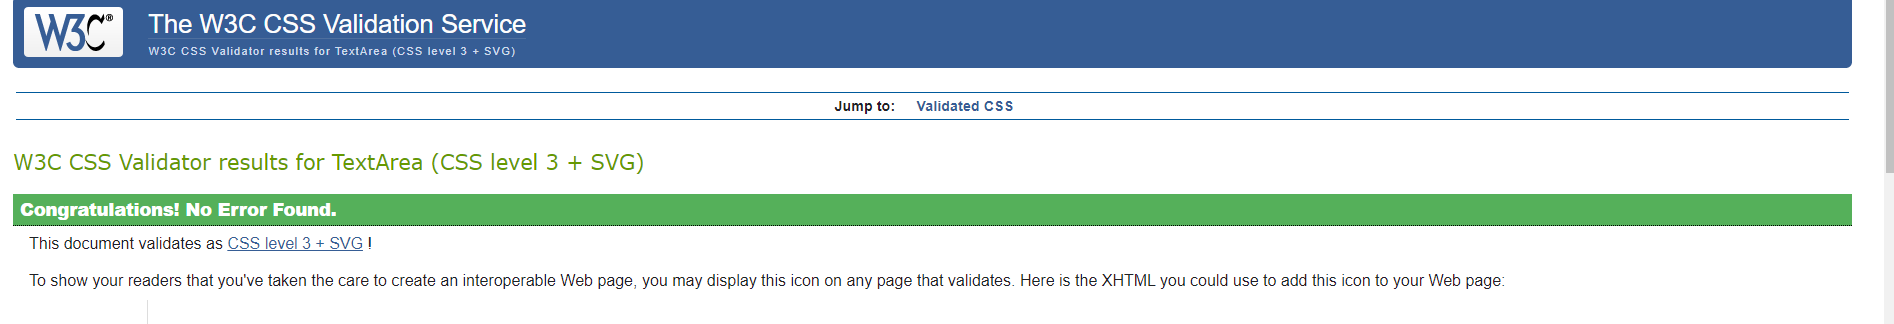 W3C®
The W3C CSS Validation Service
W3C CSS Validator results for TextArea (CSS level 3 + SVG)
Jump to: Validated CSS
W3C CSS Validator results for TextArea (CSS level 3 + SVG)
Congratulations! No Error Found.
This document validates as CSS level 3 + SVG !
To show your readers that you've taken the care to create an interoperable Web page, you may display this icon on any page that validates. Here is the XHTML you could use to add this icon to your Web page: